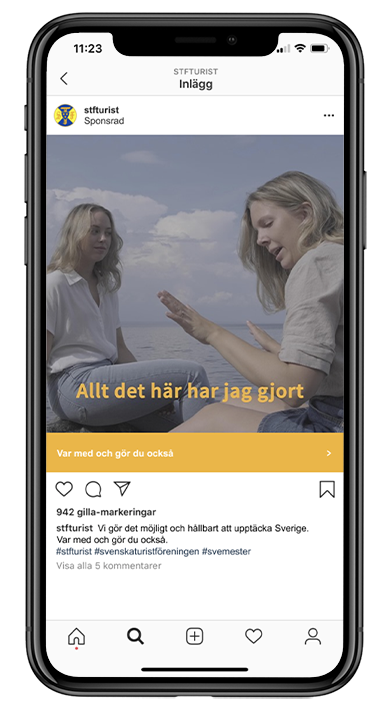 11:23
STFTURIST
Inlägg
stfturist
Sponsrad
Allt det här har jag gjort
Var med och gör du också >
942 gilla-markeringar
stfturist Vi gör det möjligt och hållbart att upptäcka Sverige.
Var med och gör du också.
#stfturist #svenskaturistföreningen #svemester
Visa alla 5 kommentarer